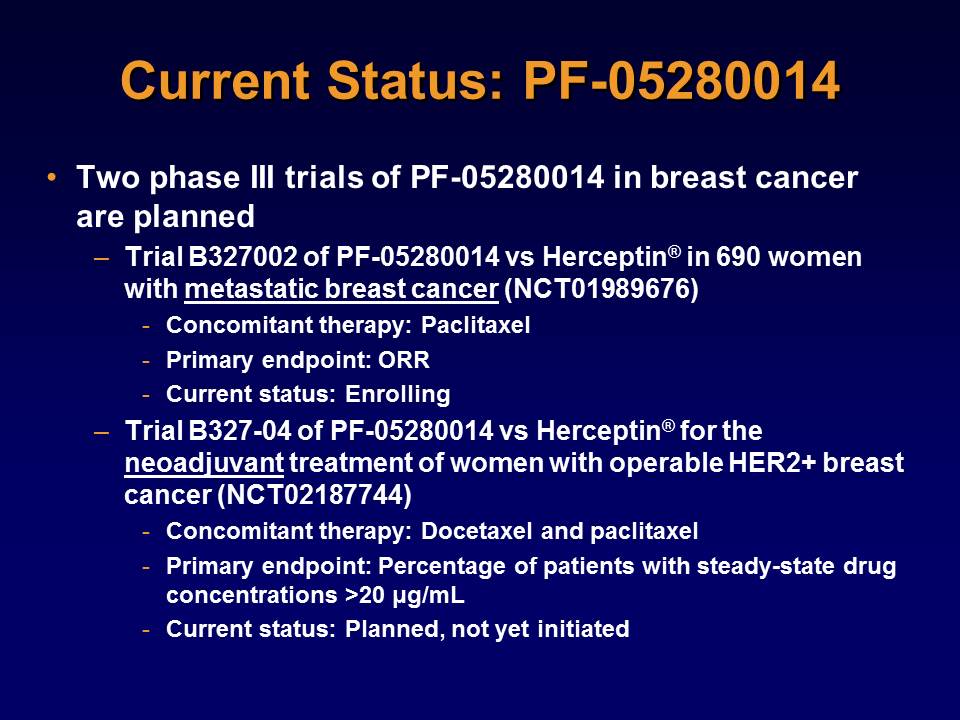 Current Status: PF-05280014
• Two phase III trials of PF-05280014 in breast cancer
are planned
– Trial B327002 of PF-05280014 vs Herceptin® in 690 women
with metastatic breast cancer (NCT01989676)
- Concomitant therapy: Paclitaxel
- Primary endpoint: ORR
- Current status: Enrolling
– Trial B327-04 of PF-05280014 vs Herceptin® for the
neoadjuvant treatment of women with operable HER2+ breast
cancer (NCT02187744)
- Concomitant therapy: Docetaxel and paclitaxel
- Primary endpoint: Percentage of patients with steady-state drug
concentrations >20 µg/mL
- Current status: Planned, not yet initiated